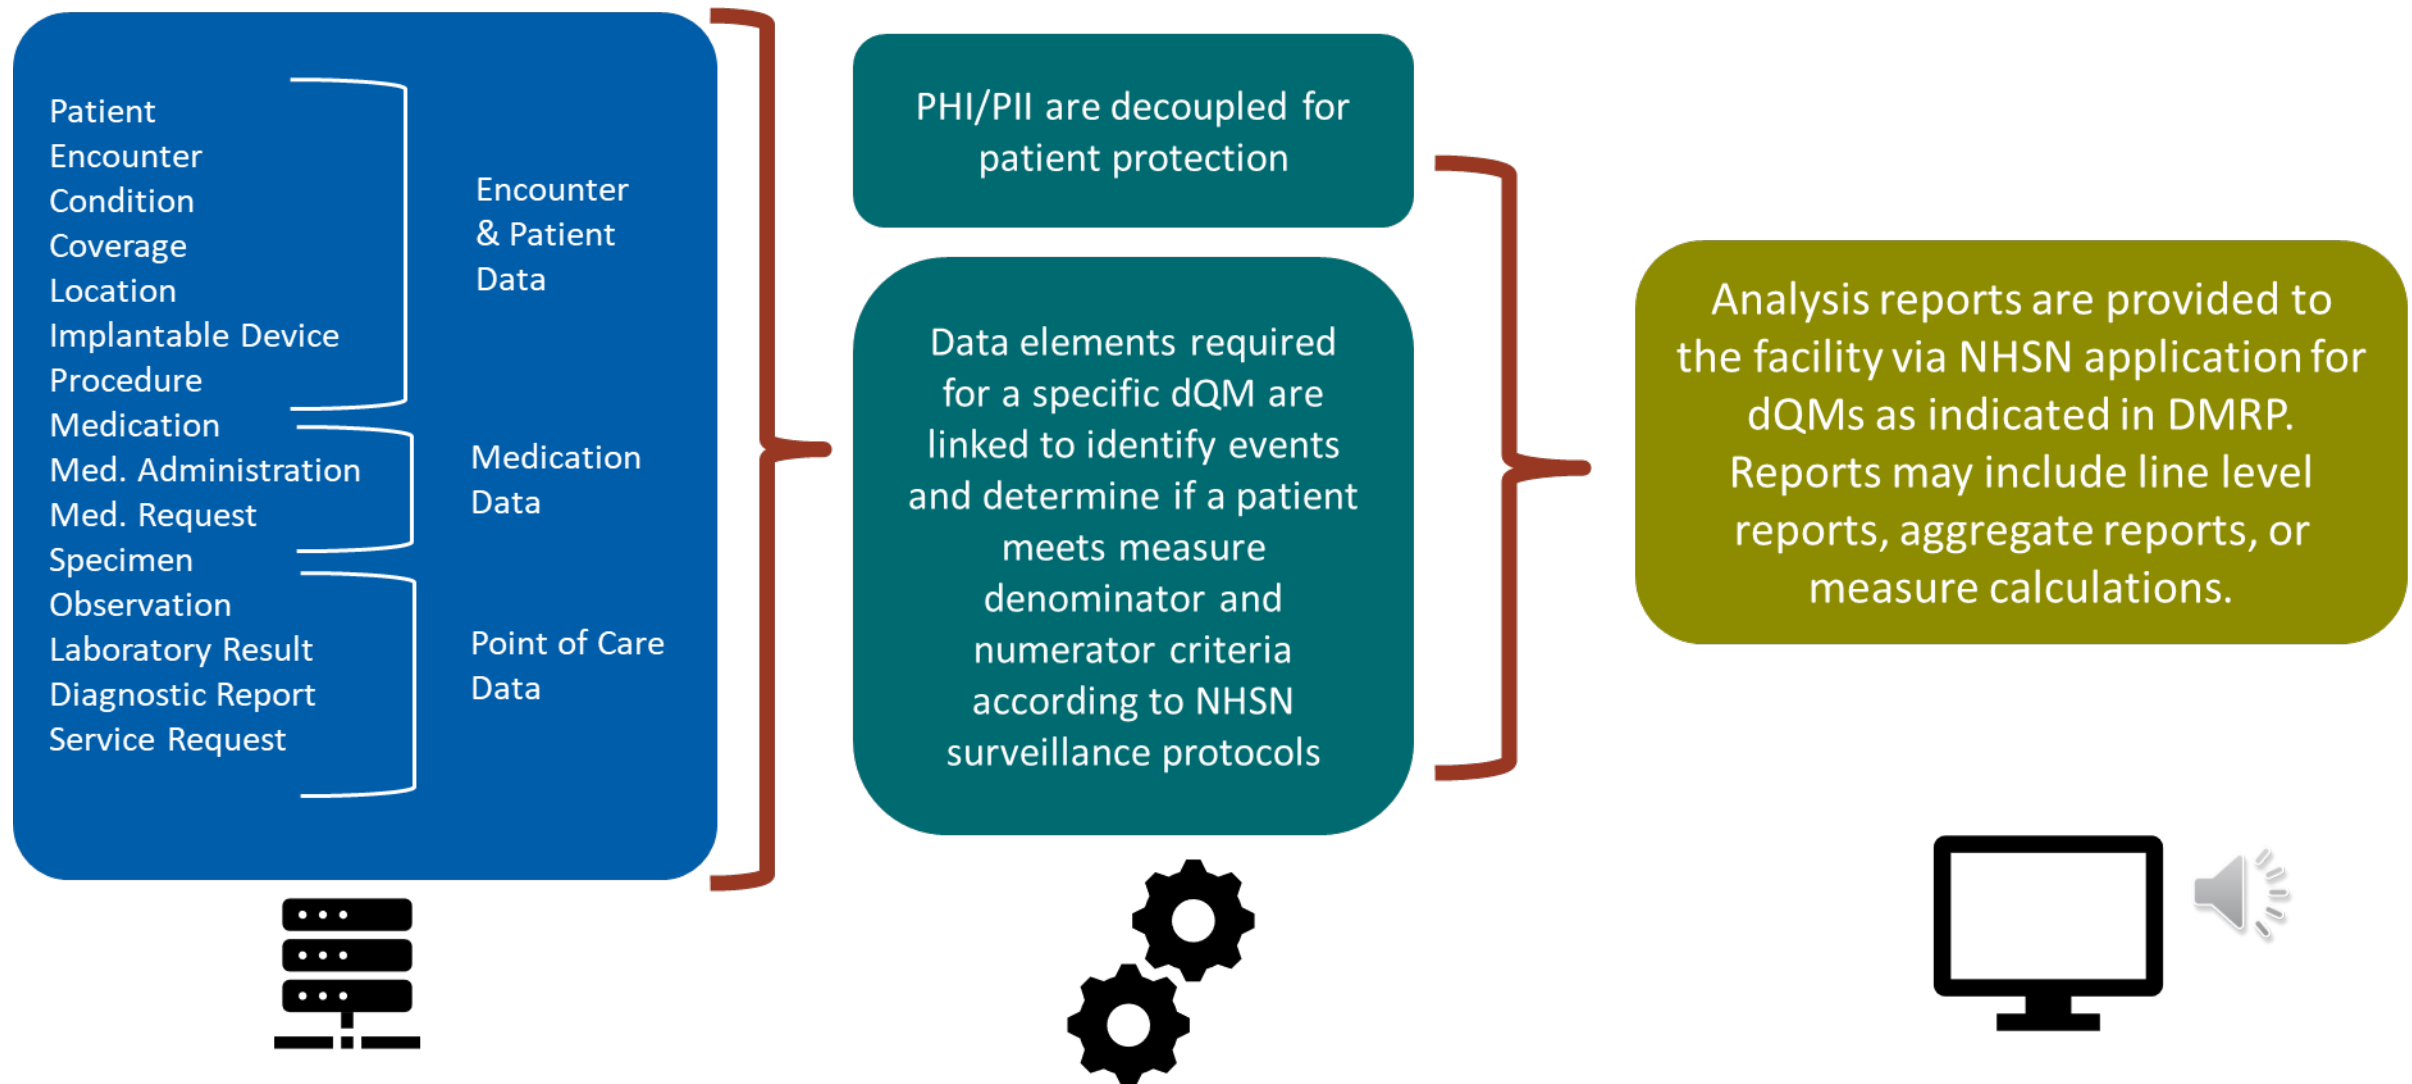 Patient
Encounter
Condition
Coverage
Location
Implantable Device
Procedure
Medication
Med. Administration
Med. Request
Specimen
Observation
Laboratory Result
Diagnostic Report
Service Request
Encounter
& Patient
Data
Medication
Data
Point of Care
Data
PHI/PII are decoupled for
patient protection
Data elements required
for a specific dQM are
linked to identify events
and determine if a patient
meets measure
denominator and
numerator criteria
according to NHSN
surveillance protocols
Analysis reports are provided to
the facility via NHSN application for
dQMs as indicated in DMRP.
Reports may include line level
reports, aggregate reports, or
measure calculations.